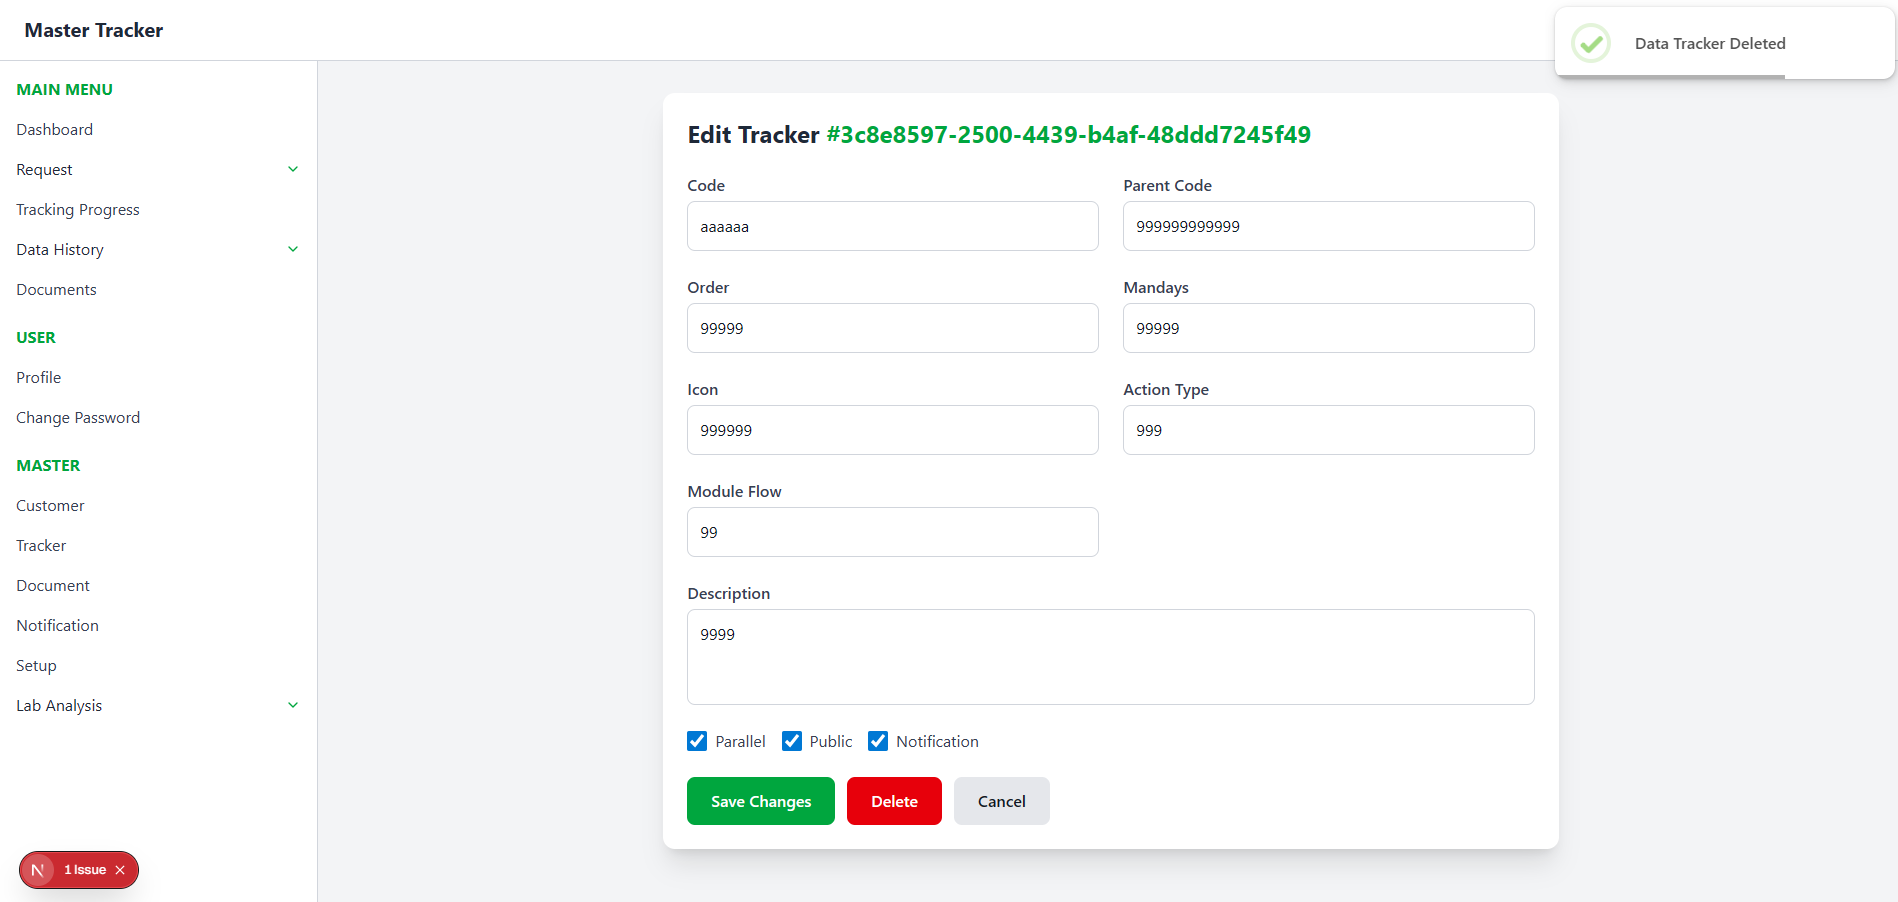 Master Tracker
Data Tracker Deleted
MAIN MENU
Dashboard
Request
Tracking Progress
Data History
Documents
USER
Profile
Change Password
MASTER
Customer
Tracker
Document
Notification
Setup
Lab Analysis
N 1 Issue
Edit Tracker #3c8e8597-2500-4439-b4af-48ddd7245f49
Code
aaaaaa
Parent Code
999999999999
Order
99999
Mandays
99999
Icon
999999
Action Type
999
Module Flow
99
Description
9999
Parallel Public Notification
Save Changes Delete Cancel